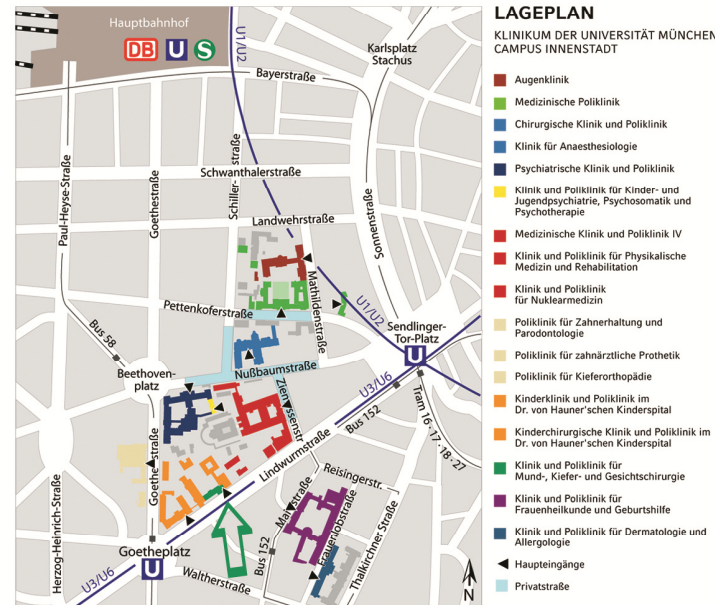 Hauptbahnhof
DB U S
U1/U2
Karlsplatz
Stachus
Bayerstraße
Paul-Heyse-Straße
Goethestraße
Schiller-straße
Schwanthalerstraße
Sonnenstraße
Landwehrstraße
Mathildenstraße
Pettenkoferstraße
U1/U2
Sendlinger-
Tor-Platz
U
Bus 58
Nußbaumstraße
Beethoven-
platz
U3/U6
Bus 152
Tram 16·17·18·27
Ziemssenstr
Lindwurmstraße
Goethestraße
Reisingerstr.
Maistraße
Frauenlobstraße
Thalkirchner Straße
Herzog-Heinrich-Straße
Goetheplatz
U
U3/U6
Waltherstraße
Bus 152
N
LAGEPLAN
KLINIKUM DER UNIVERSITÄT MÜNCHEN
CAMPUS INNENSTADT
Augenklinik
Medizinische Poliklinik
Chirurgische Klinik und Poliklinik
Klinik für Anaesthesiologie
Psychiatrische Klinik und Poliklinik
Klinik und Poliklinik für Kinder- und
Jugendpsychiatrie, Psychosomatik und
Psychotherapie
Medizinische Klinik und Poliklinik IV
Klinik und Poliklinik für Physikalische
Medizin und Rehabilitation
Klinik und Poliklinik
für Nuklearmedizin
Poliklinik für Zahnerhaltung und
Parodontologie
Poliklinik für zahnärztliche Prothetik
Poliklinik für Kieferorthopädie
Kinderklinik und Poliklinik im
Dr. von Hauner'schen Kinderspital
Kinderchirurgische Klinik und Poliklinik im
Dr. von Hauner'schen Kinderspital
Klinik und Poliklinik für
Mund-, Kiefer- und Gesichtschirurgie
Klinik und Poliklinik für
Frauenheilkunde und Geburtshilfe
Klinik und Poliklinik für Dermatologie und
Allergologie
Haupteingänge
Privatstraße